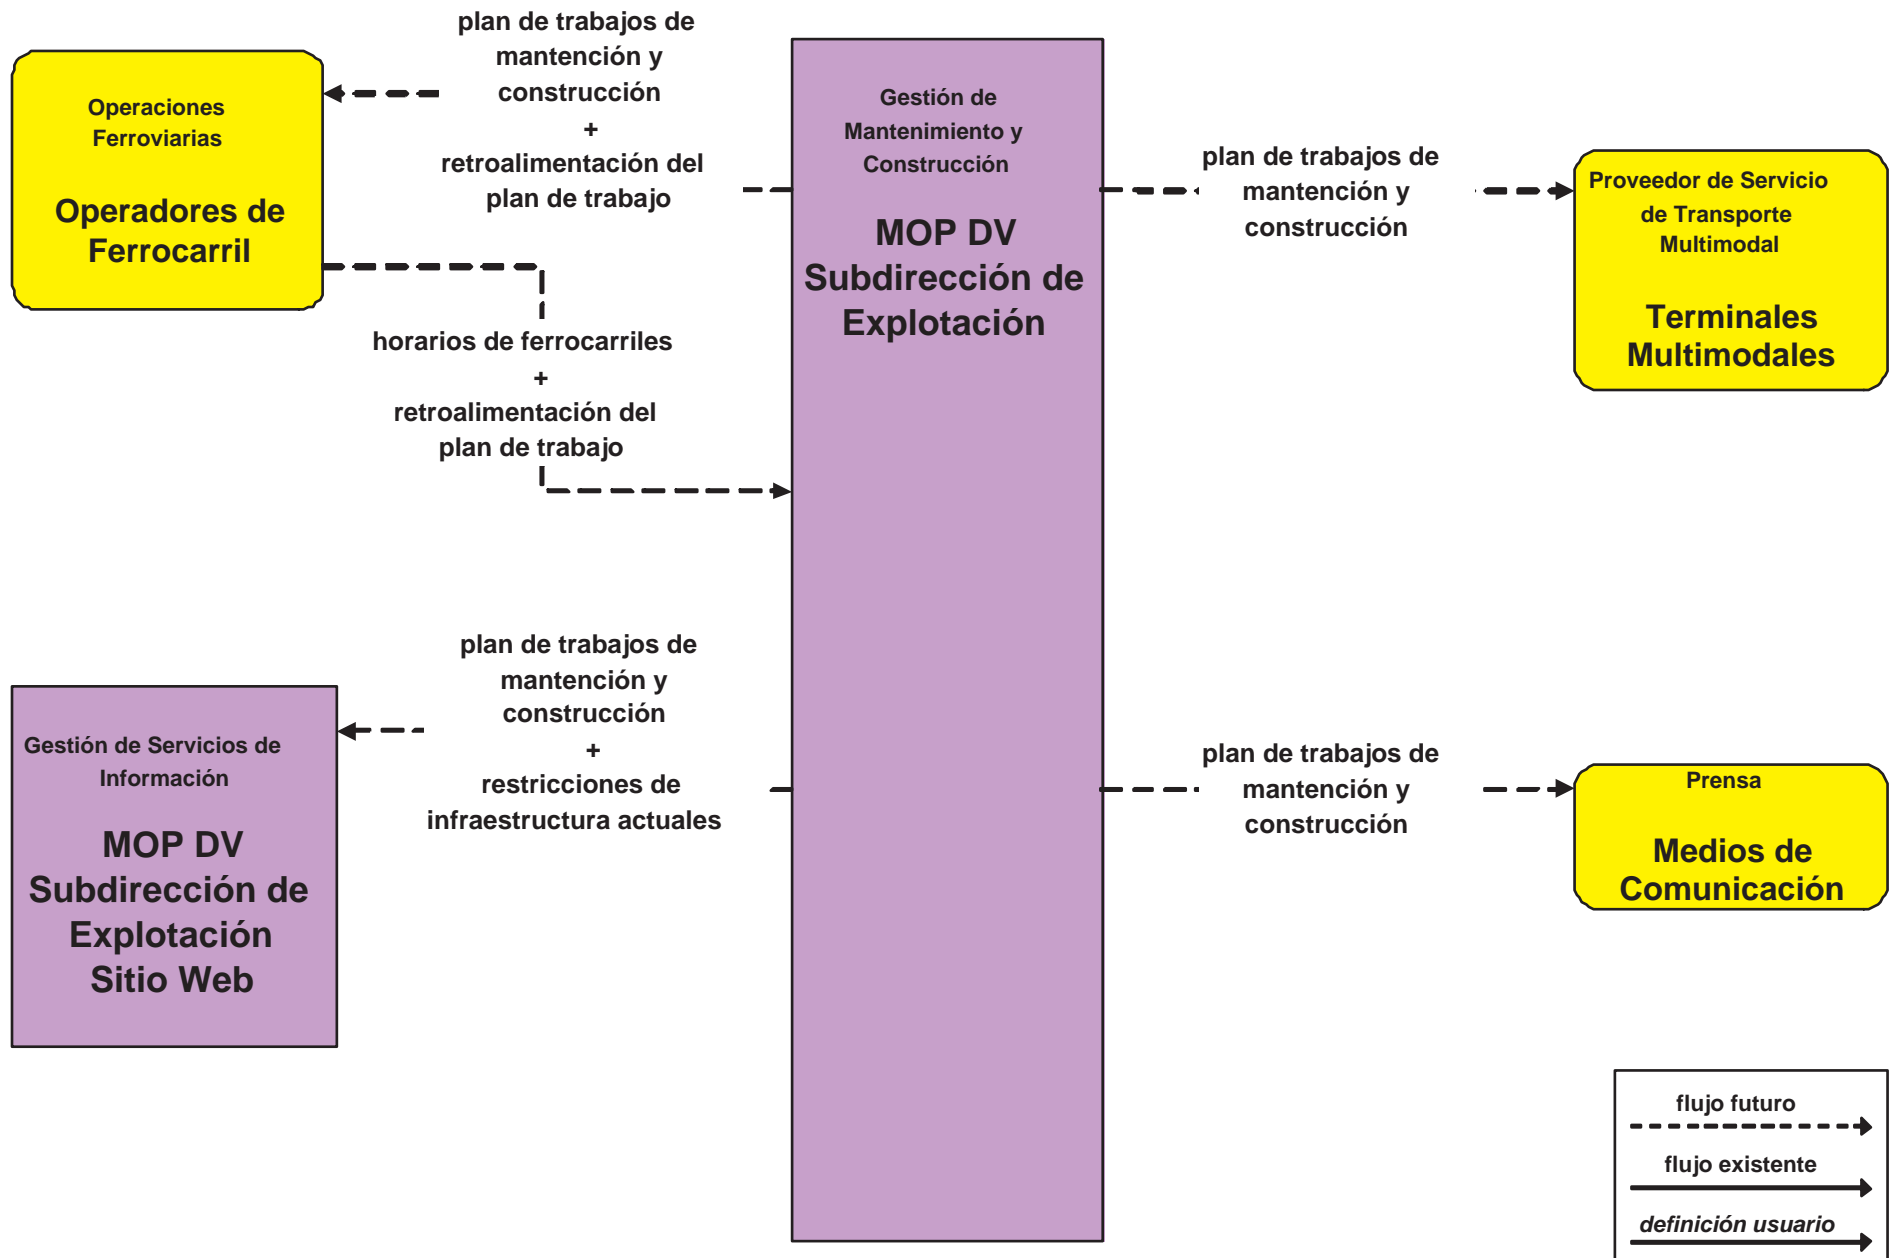 plan de trabajos de
mantención y
construcción
+
retroalimentación del
plan de trabajo
Operaciones
Ferroviarias
Operadores de
Ferrocarril
horarios de ferrocarriles
+
retroalimentación del
plan de trabajo
Gestión de
Mantenimiento y
Construcción
MOP DV
Subdirección de
Explotación
plan de trabajos de
mantención y
construcción
Proveedor de Servicio
de Transporte
Multimodal
Terminales
Multimodales
plan de trabajos de
mantención y
construcción
+
restricciones de
infraestructura actuales
Gestión de Servicios de
Información
MOP DV
Subdirección de
Explotación
Sitio Web
plan de trabajos de
mantención y
construcción
Prensa
Medios de
Comunicación
flujo futuro
flujo existente
definición usuario